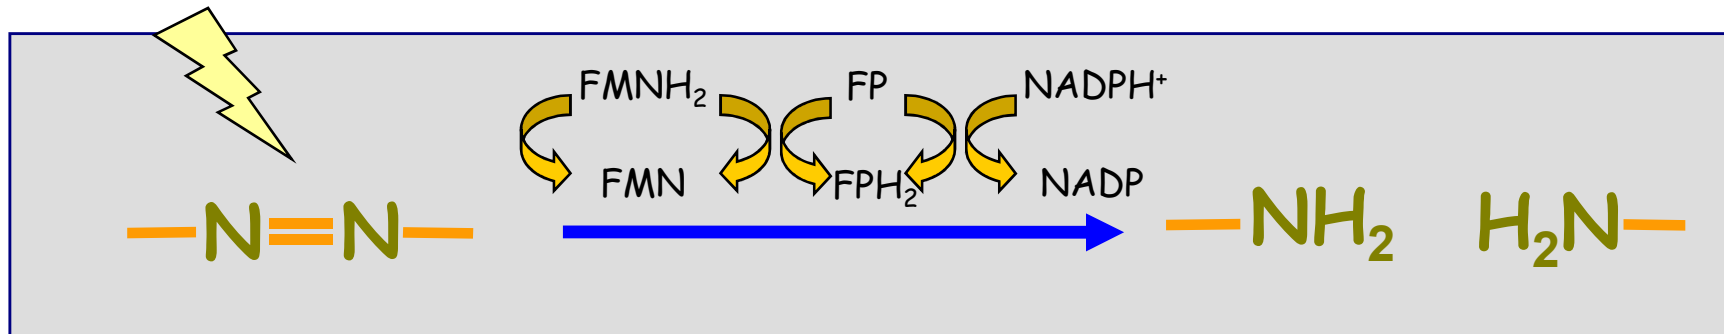 FMNH₂ FP NADPH⁺
FMN FPH₂ NADP
N=N NH₂ H₂N